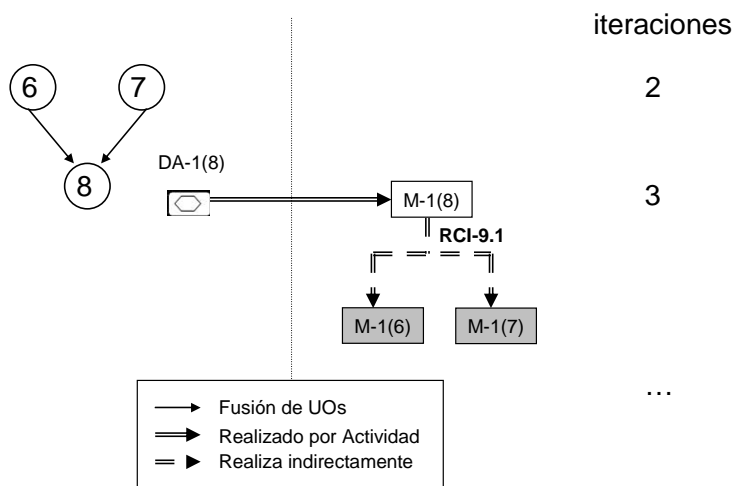 iteraciones
6 7 2
DA-1(8)
8 M-1(8) 3
RCI-9.1
M-1(6) M-1(7)
…
Fusión de UOs
Realizado por Actividad
Realiza indirectamente